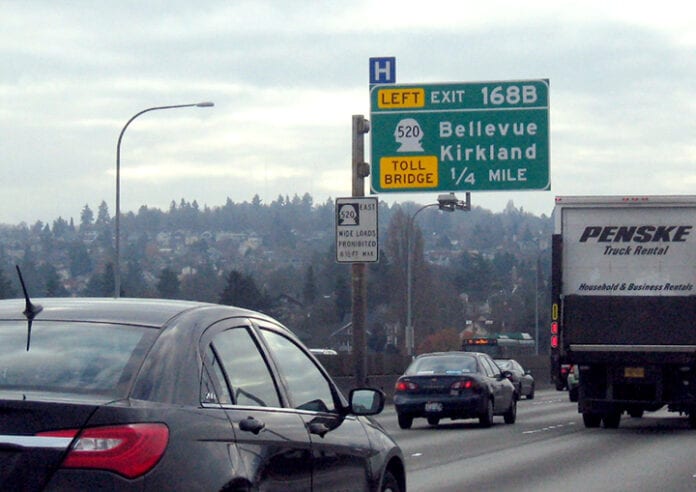 H
LEFT EXIT 168B
520 Bellevue
Kirkland
TOLL BRIDGE 1/4 MILE
520 EAST
WIDE LOADS
PROHIBITED
PENSKE
Truck Rental
Household & Business Rentals